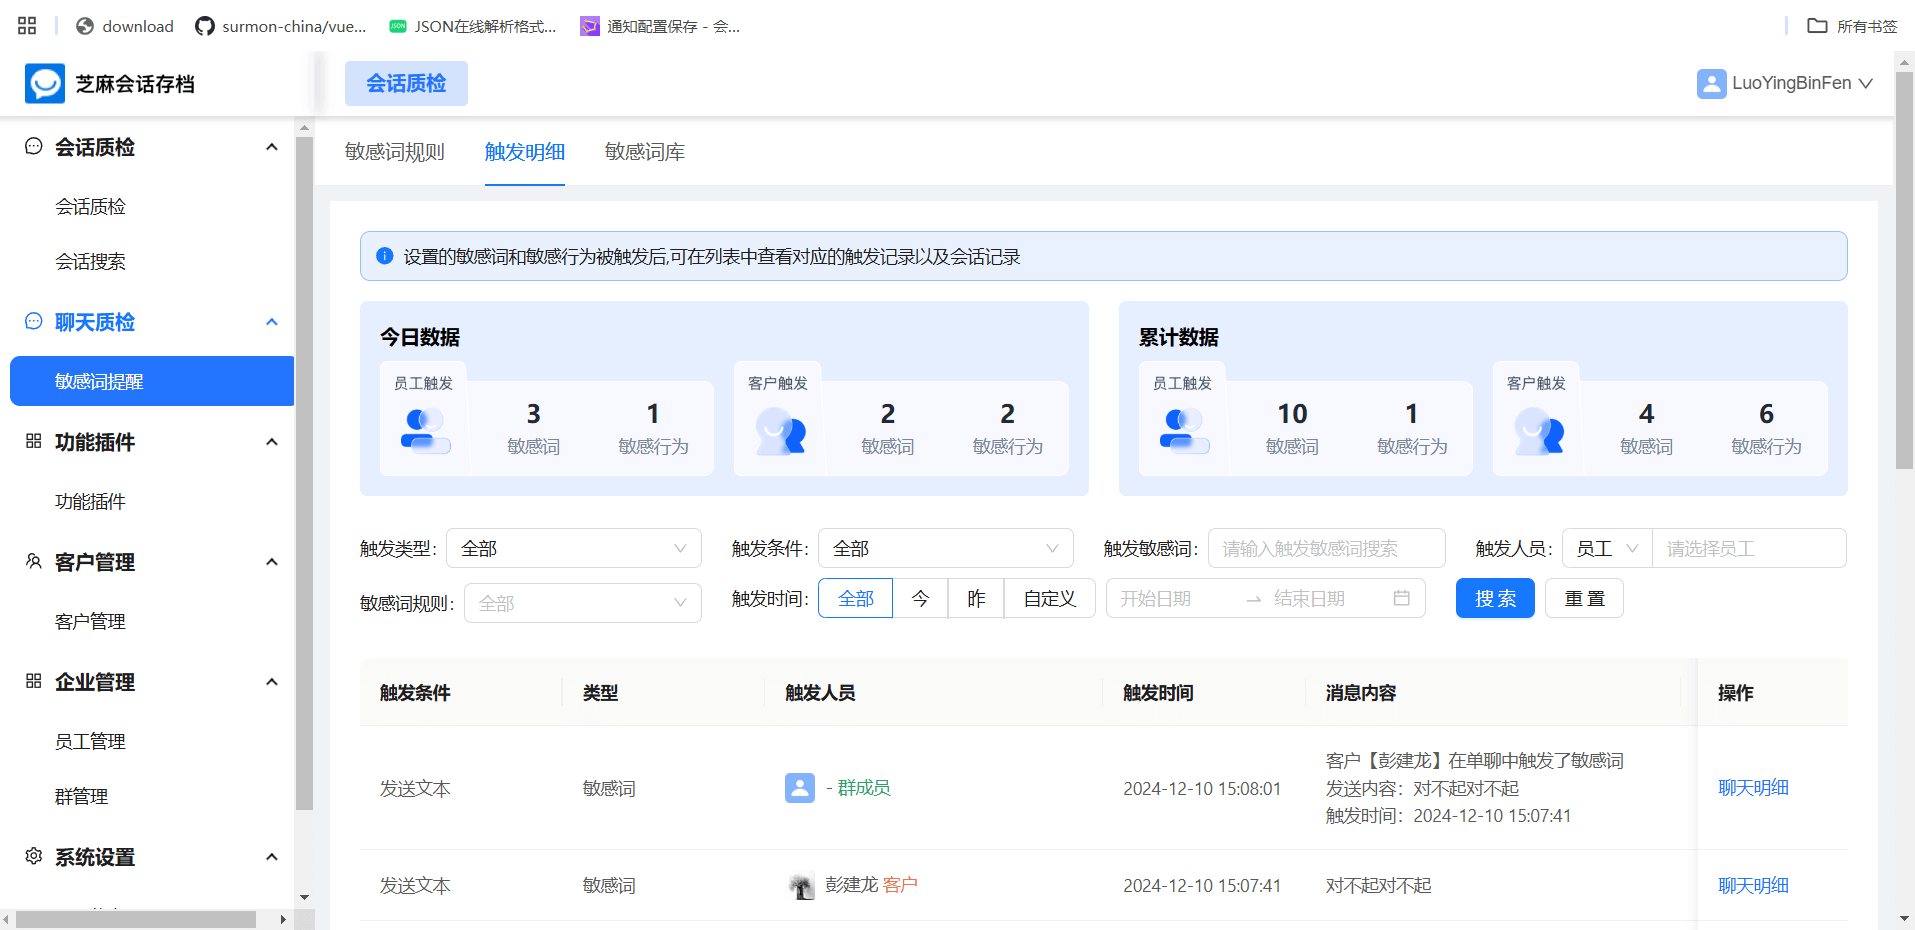 download
surmon-china/vue...
JSON在线解析格式...
通知配置保存 - 会...
所有书签
芝麻会话存档
会话质检
LuoYingBinFen
会话质检
会话质检
会话搜索
聊天质检
敏感词提醒
功能插件
功能插件
客户管理
客户管理
企业管理
员工管理
群管理
系统设置
敏感词规则
触发明细
敏感词库
设置的敏感词和敏感行为被触发后,可在列表中查看对应的触发记录以及会话记录
今日数据
员工触发
3
敏感词
1
敏感行为
客户触发
2
敏感词
2
敏感行为
累计数据
员工触发
10
敏感词
1
敏感行为
客户触发
4
敏感词
6
敏感行为
触发类型: 全部
触发条件: 全部
触发敏感词: 请输入触发敏感词搜索
触发人员: 员工 请选择员工
敏感词规则: 全部
触发时间: 全部 今 昨 自定义 开始日期 → 结束日期
搜 索
重 置
触发条件 类型 触发人员 触发时间 消息内容 操作
发送文本 敏感词 - 群成员 2024-12-10 15:08:01
客户【彭建龙】在单聊中触发了敏感词
发送内容：对不起对不起
触发时间：2024-12-10 15:07:41
聊天明细
发送文本 敏感词 彭建龙 客户 2024-12-10 15:07:41 对不起对不起 聊天明细